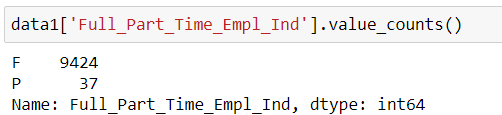 data1['Full_Part_Time_Empl_Ind'].value_counts()
F    9424
P      37
Name: Full_Part_Time_Empl_Ind, dtype: int64